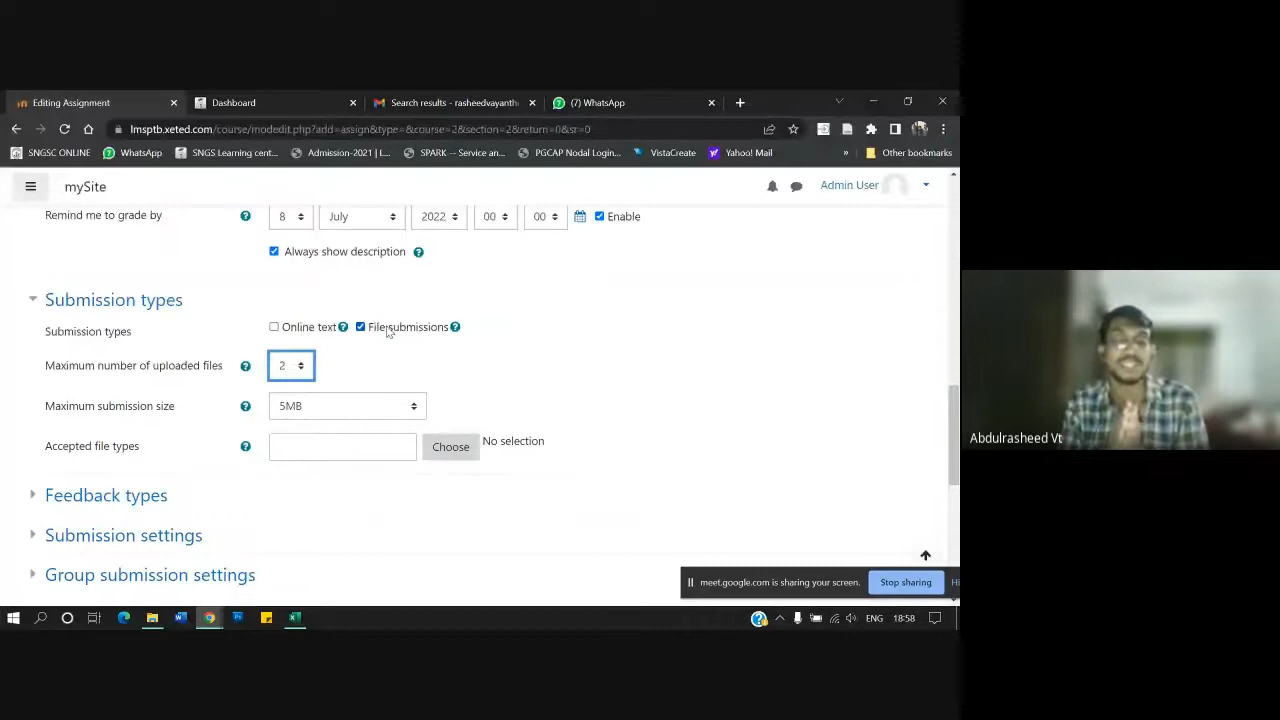 Editing Assignment
Dashboard
Search results - rasheedvayanth
(7) WhatsApp
lmsptb.xeted.com/course/modedit.php?add=assign&type=&course=2&section=2&return=0&sr=0
SNGSC ONLINE
WhatsApp
SNGS Learning cent...
Admission-2021 | L...
SPARK -- Service an...
PGCAP Nodal Login...
VistaCreate
Yahoo! Mail
»
Other bookmarks
mySite
Admin User
Remind me to grade by
8
July
2022
00
00
Enable
Always show description
Submission types
Submission types
Online text
File submissions
Maximum number of uploaded files
2
Maximum submission size
5MB
Accepted file types
Choose
No selection
Feedback types
Submission settings
Group submission settings
meet.google.com is sharing your screen.
Stop sharing
Hi
ENG
18:58
Abdulrasheed Vt